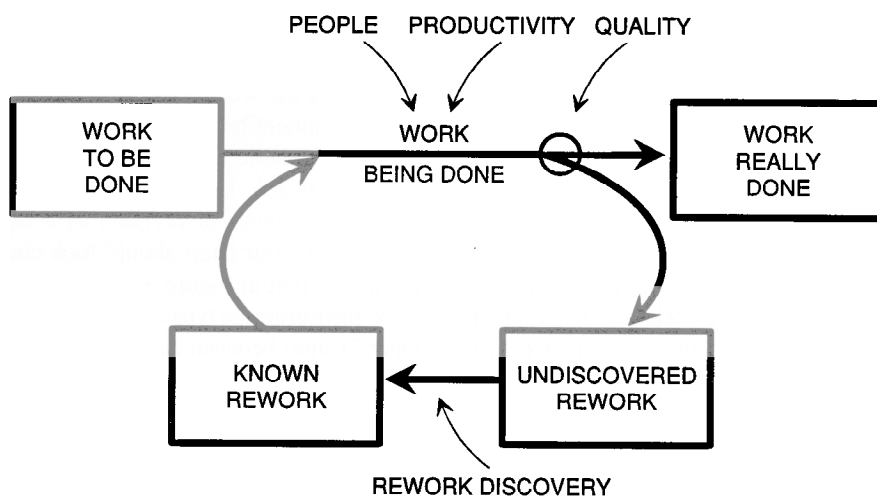 PEOPLE PRODUCTIVITY QUALITY
WORK
TO BE
DONE
WORK
BEING DONE
WORK
REALLY
DONE
KNOWN
REWORK
UNDISCOVERED
REWORK
REWORK DISCOVERY